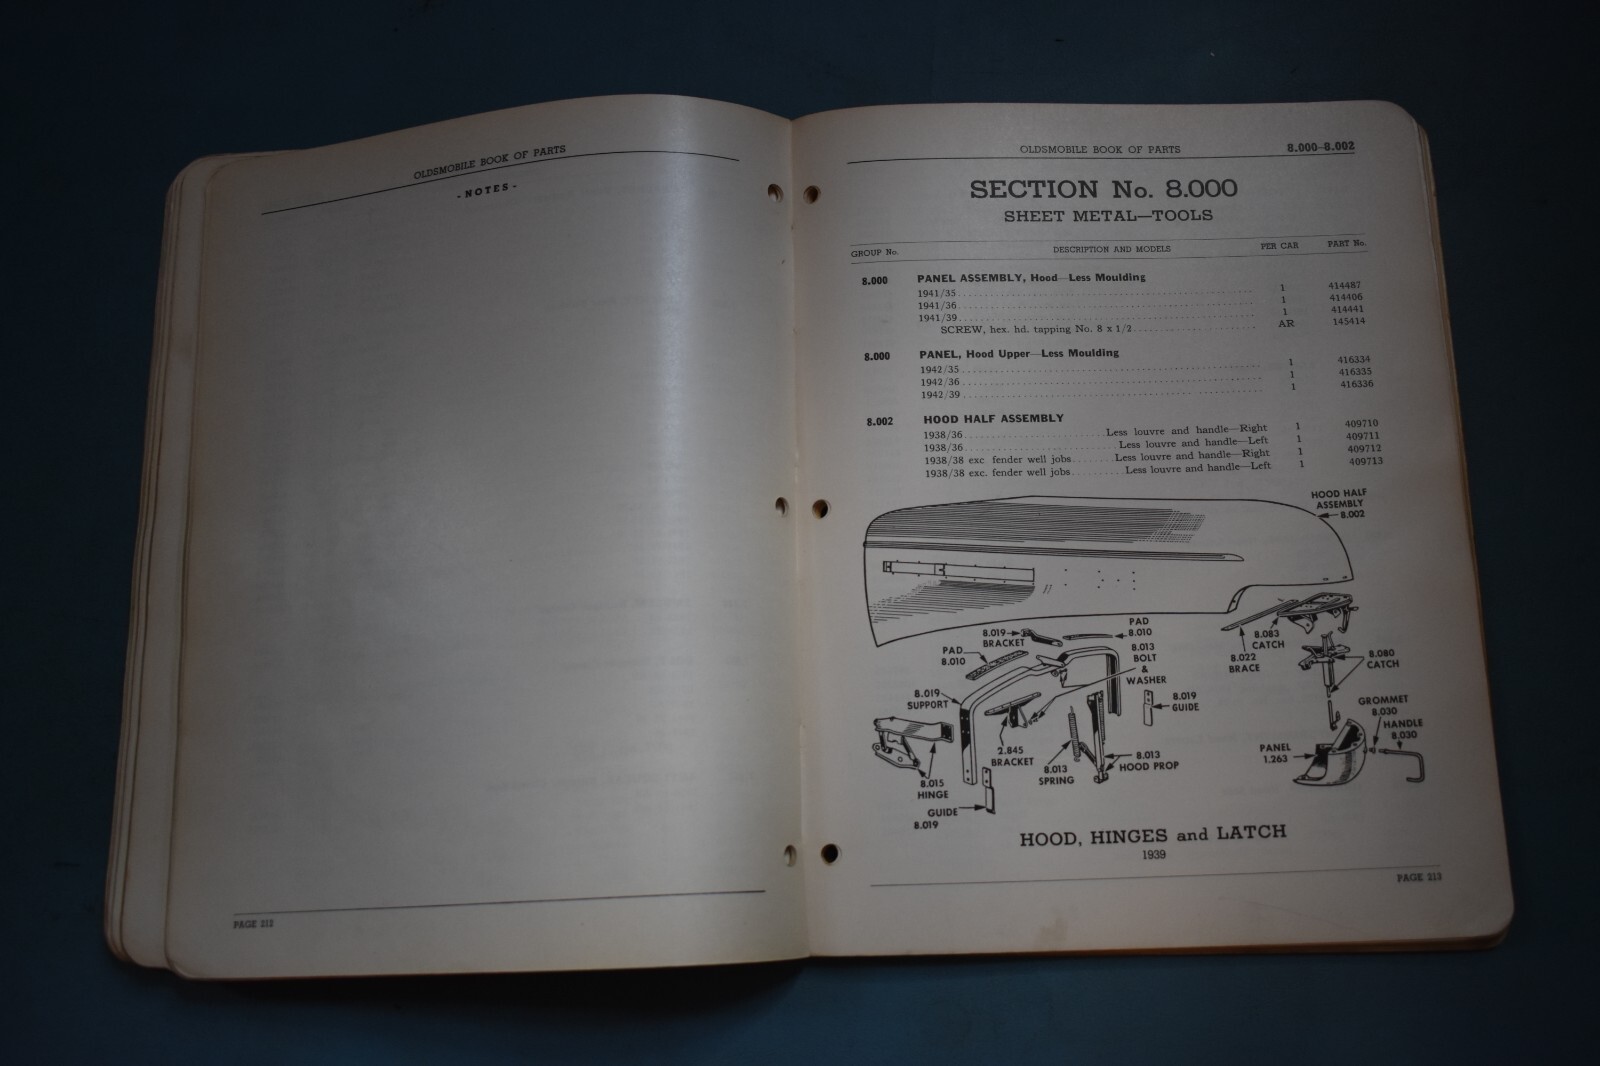 OLDSMOBILE BOOK OF PARTS
-NOTES-
PAGE 212
OLDSMOBILE BOOK OF PARTS 8.000-8.002
SECTION No. 8.000
SHEET METAL—TOOLS
GROUP No. DESCRIPTION AND MODELS PER CAR PART No.
8.000 PANEL ASSEMBLY, Hood—Less Moulding
1941/35 1 414487
1941/36 1 414406
1941/39 1 414441
SCREW, hex. hd. tapping No. 8 x 1/2 AR 145414
8.000 PANEL, Hood Upper—Less Moulding
1942/35 1 416334
1942/36 1 416335
1942/39 1 416336
8.002 HOOD HALF ASSEMBLY
1938/36 Less louvre and handle—Right 1 409710
1938/36 Less louvre and handle—Left 1 409711
1938/38 exc fender well jobs Less louvre and handle—Right 1 409712
1938/38 exc. fender well jobs Less louvre and handle—Left 1 409713
HOOD HALF
ASSEMBLY
8.002
8.019
BRACKET
PAD
8.010
PAD
8.010
8.013
BOLT
&
WASHER
8.083
CATCH
8.022
BRACE
8.080
CATCH
8.019
SUPPORT
8.019
GUIDE
GROMMET
8.030
HANDLE
8.030
2.845
BRACKET
8.013
SPRING
8.013
HOOD PROP
PANEL
1.263
8.015
HINGE
GUIDE
8.019
HOOD, HINGES and LATCH
1939
PAGE 213